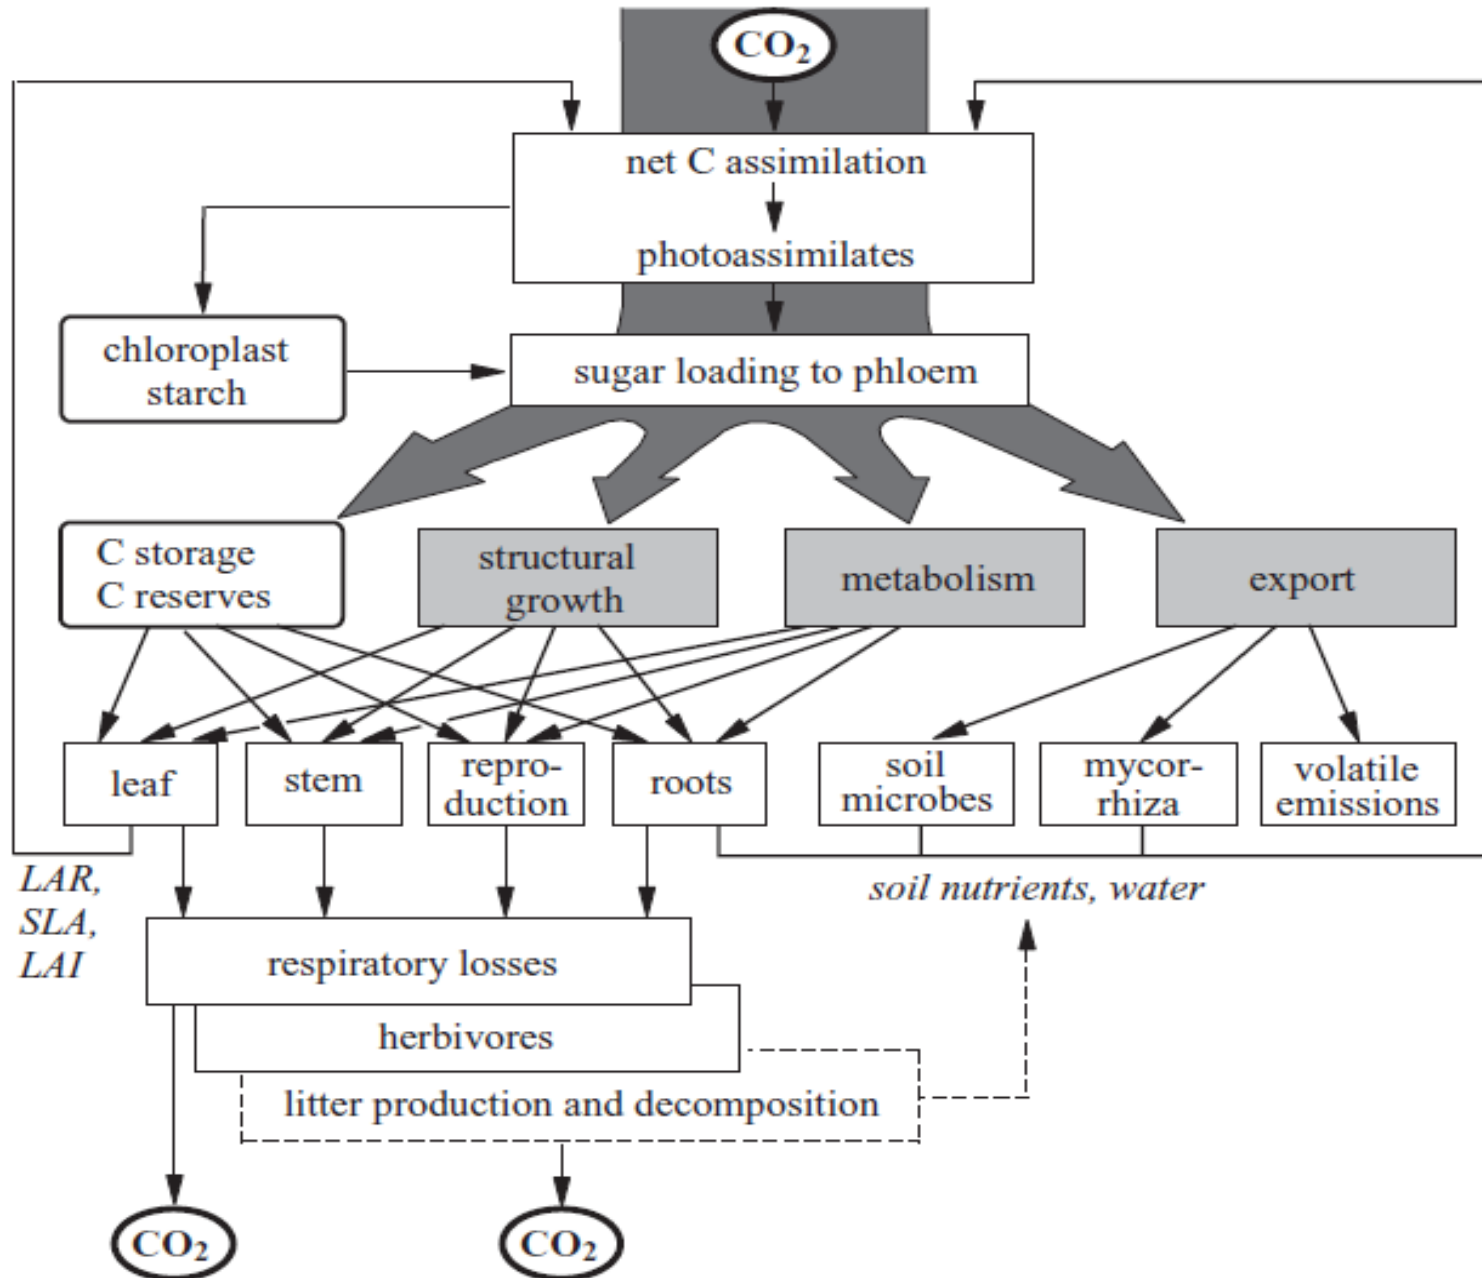 CO₂
net C assimilation
photoassimilates
chloroplast
starch
sugar loading to phloem
C storage
C reserves
structural
growth
metabolism
export
leaf
stem
repro-
duction
roots
soil
microbes
mycor-
rhiza
volatile
emissions
LAR,
SLA,
LAI
soil nutrients, water
respiratory losses
herbivores
litter production and decomposition
CO₂
CO₂